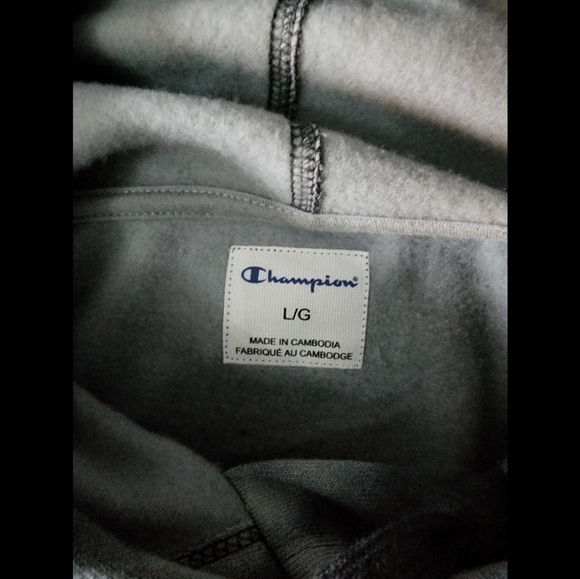 Champion®
L/G
MADE IN CAMBODIA
FABRIQUÉ AU CAMBODGE